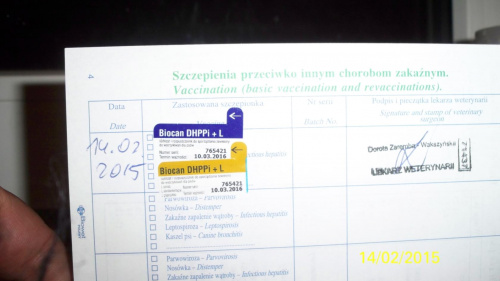 4
Szczepienia przeciwko innym chorobom zakaźnym.
Vaccination (basic vaccination and revaccinations).
Data
Date
Zastosowana szczepionka
Nr serii
Batch No.
Podpis i pieczątka lekarza weterynarii
Signature and stamp of veterinary
surgeon
14.02
2015
Biocan DHPPi + L
765421
10.03.2016
Biocan DHPPi + L
765421
10.03.2016
hepatitis
Dorota Zaremba-Wakszyńska
LEKARZ WETERYNARII
71437
Parwowiroza - Parvovirosis
Nosówka - Distemper
Zakaźne zapalenie wątroby - Infectious hepatitis
Leptospiroza - Leptospirosis
Kaszel psi - Canine bronchitis
Parwowiroza - Parvovirosis
Nosówka - Distemper
Zakaźne zapalenie wątroby - Infectious hepatitis
14/02/2015